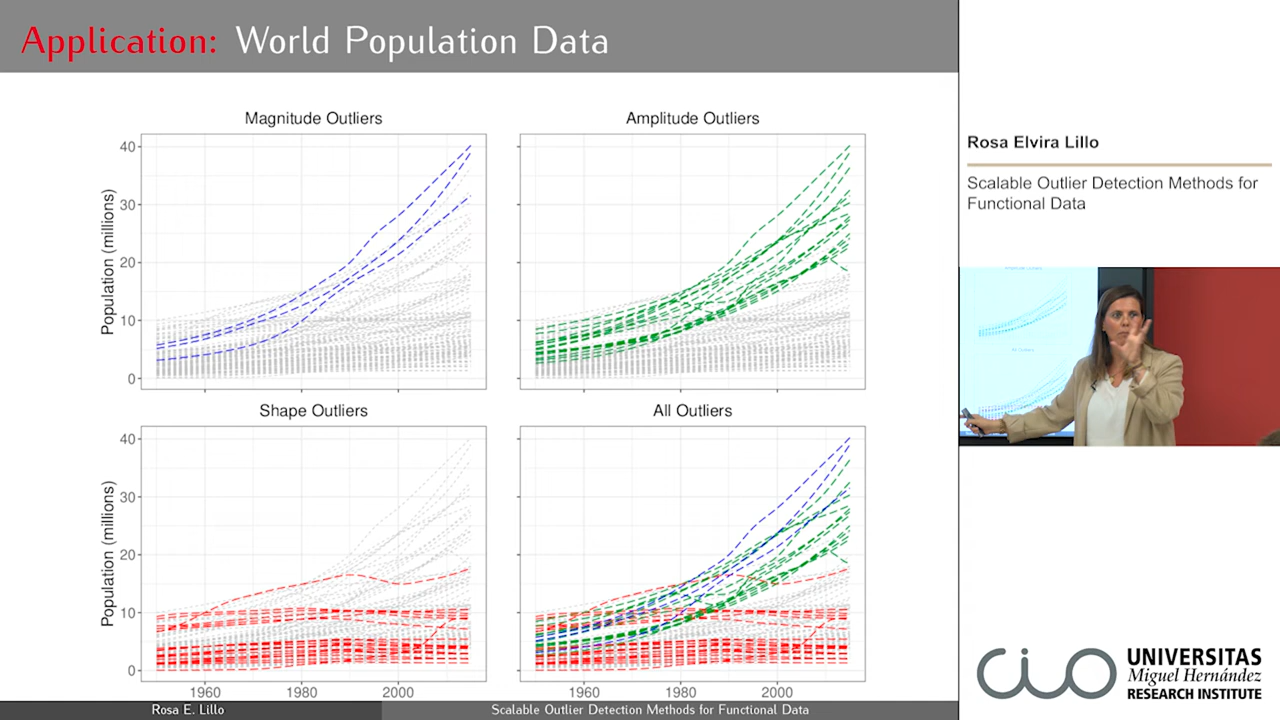 Application: World Population Data
Magnitude Outliers
Amplitude Outliers
Population (millions)
40
30
20
10
0
Shape Outliers
All Outliers
Population (millions)
40
30
20
10
0
1960
1980
2000
1960
1980
2000
Rosa E. Lillo
Scalable Outlier Detection Methods for Functional Data
Rosa Elvira Lillo
Scalable Outlier Detection Methods for
Functional Data
cio
UNIVERSITAS
Miguel Hernández
RESEARCH INSTITUTE